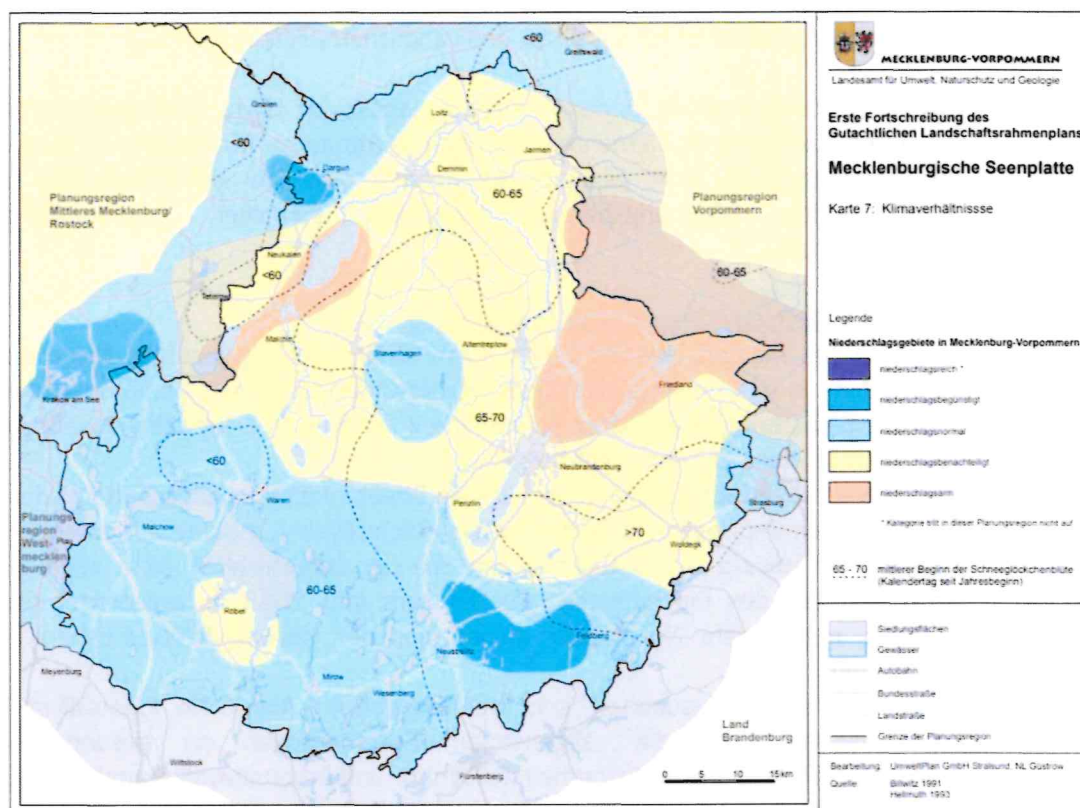 <60
Greifswald
Gnoien
<60
Loitz
Dargun
Demmin
Jarmen
Planungsregion
Mittleres Mecklenburg/
Rostock
60-65
Planungsregion
Vorpommern
Neukalen
<60
60-65
Malchin
Stavenhagen
Altentreptow
Friedland
Krakow am See
65-70
<60
Waren
Neubrandenburg
Penzlin
Strasburg
Malchow
Planungs
region
West-
mecklen
burg
Plau
>70
Woldegk
60-65
Röbel
Neustrelitz
Feldberg
Meyenburg
Mirow
Wesenberg
Land
Brandenburg
Wittstock
Fürstenberg
0 5 10 15 km
MECKLENBURG-VORPOMMERN
Landesamt für Umwelt, Naturschutz und Geologie
Erste Fortschreibung des
Gutachtlichen Landschaftsrahmenplans
Mecklenburgische Seenplatte
Karte 7: Klimaverhältnissse
Legende
Niederschlagsgebiete in Mecklenburg-Vorpommern
niederschlagsreich *
niederschlagsbegünstigt
niederschlagsnormal
niederschlagsbenachteiligt
niederschlagsarm
* Kategorie tritt in dieser Planungsregion nicht auf
65 - 70 mittlerer Beginn der Schneeglöckchenblüte
(Kalendertag seit Jahresbeginn)
Siedlungsflächen
Gewässer
Autobahn
Bundesstraße
Landstraße
Grenze der Planungsregion
Bearbeitung UmweltPlan GmbH Stralsund, NL Güstrow
Quelle Billwitz 1991
Hellmuth 1993